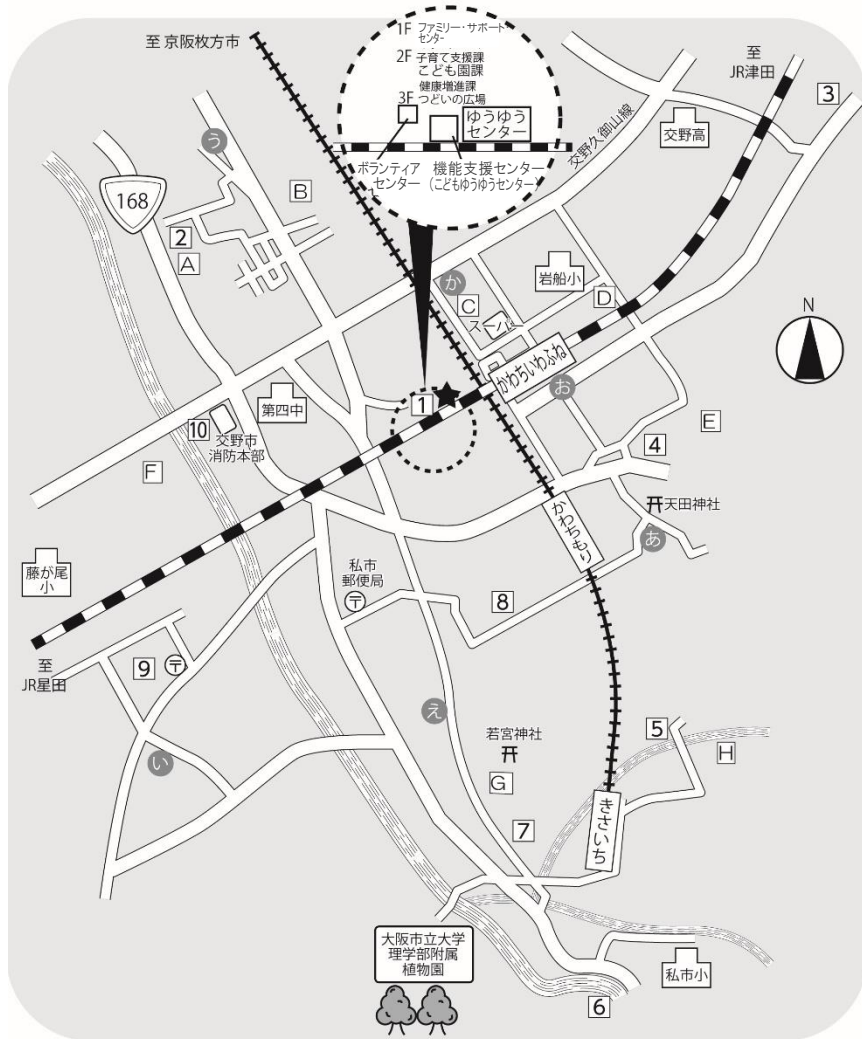 至 京阪枚方市
1F ファミリー・サポート
センター
2F 子育て支援課
こども園課
健康増進課
3F つどいの広場
ゆうゆう
センター
ボランティア
センター
機能支援センター
(こどもゆうゆうセンター)
交野久御山線
至
JR津田
3
交野高
う
B
168
2
A
か
C
スーパー
岩船小
D
N
かわちいわふね
お
E
1
第四中
10
交野市
消防本部
F
4
天田神社
あ
かわちもり
藤が尾
小
私市
郵便局
〒
8
至
JR星田
9
〒
え
い
若宮神社
G
5
H
7
きさいち
大阪市立大学
理学部附属
植物園
6
私市小